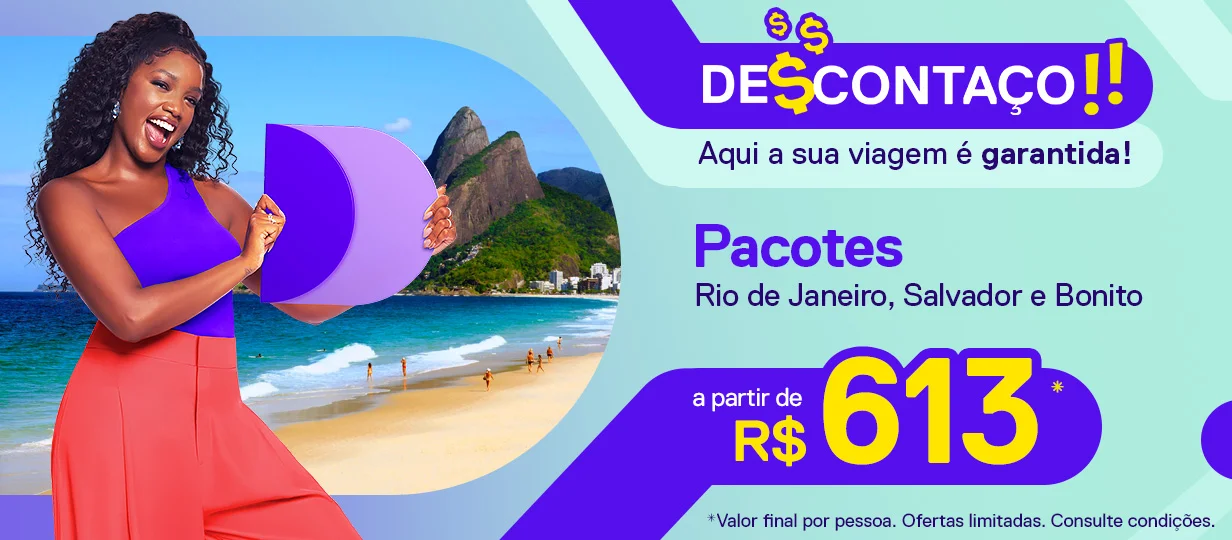 $ $
DE$CONTAÇO!!
Aqui a sua viagem é garantida!
Pacotes
Rio de Janeiro, Salvador e Bonito
a partir de
R$ 613*
*Valor final por pessoa. Ofertas limitadas. Consulte condições.